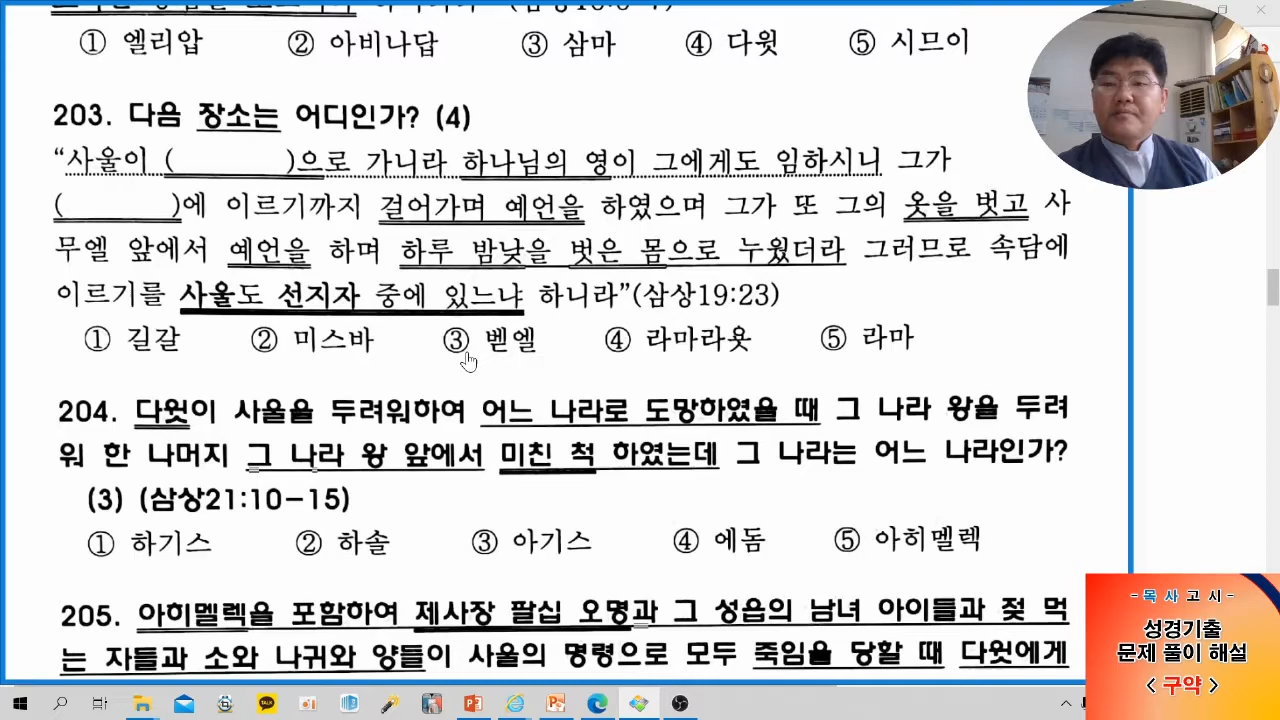 ① 엘리압 ② 아비나답 ③ 삼마 ④ 다윗 ⑤ 시므이
203. 다음 장소는 어디인가? (4)
“사울이 ( )으로 가니라 하나님의 영이 그에게도 임하시니 그가
( )에 이르기까지 걸어가며 예언을 하였으며 그가 또 그의 옷을 벗고 사
무엘 앞에서 예언을 하며 하루 밤낮을 벗은 몸으로 누웠더라 그러므로 속담에
이르기를 사울도 선지자 중에 있느냐 하니라”(삼상19:23)
① 길갈 ② 미스바 ③ 벧엘 ④ 라마라욧 ⑤ 라마
204. 다윗이 사울을 두려워하여 어느 나라로 도망하였을 때 그 나라 왕을 두려
워 한 나머지 그 나라 왕 앞에서 미친 척 하였는데 그 나라는 어느 나라인가?
(3) (삼상21:10-15)
① 하기스 ② 하솔 ③ 아기스 ④ 에돔 ⑤ 아히멜렉
205. 아히멜렉을 포함하여 제사장 팔십 오명과 그 성읍의 남녀 아이들과 젖 먹
는 자들과 소와 나귀와 양들이 사울의 명령으로 모두 죽임을 당할 때 다윗에게
- 목 사 고 시 -
성경기출
문제 풀이 해설
< 구약 >